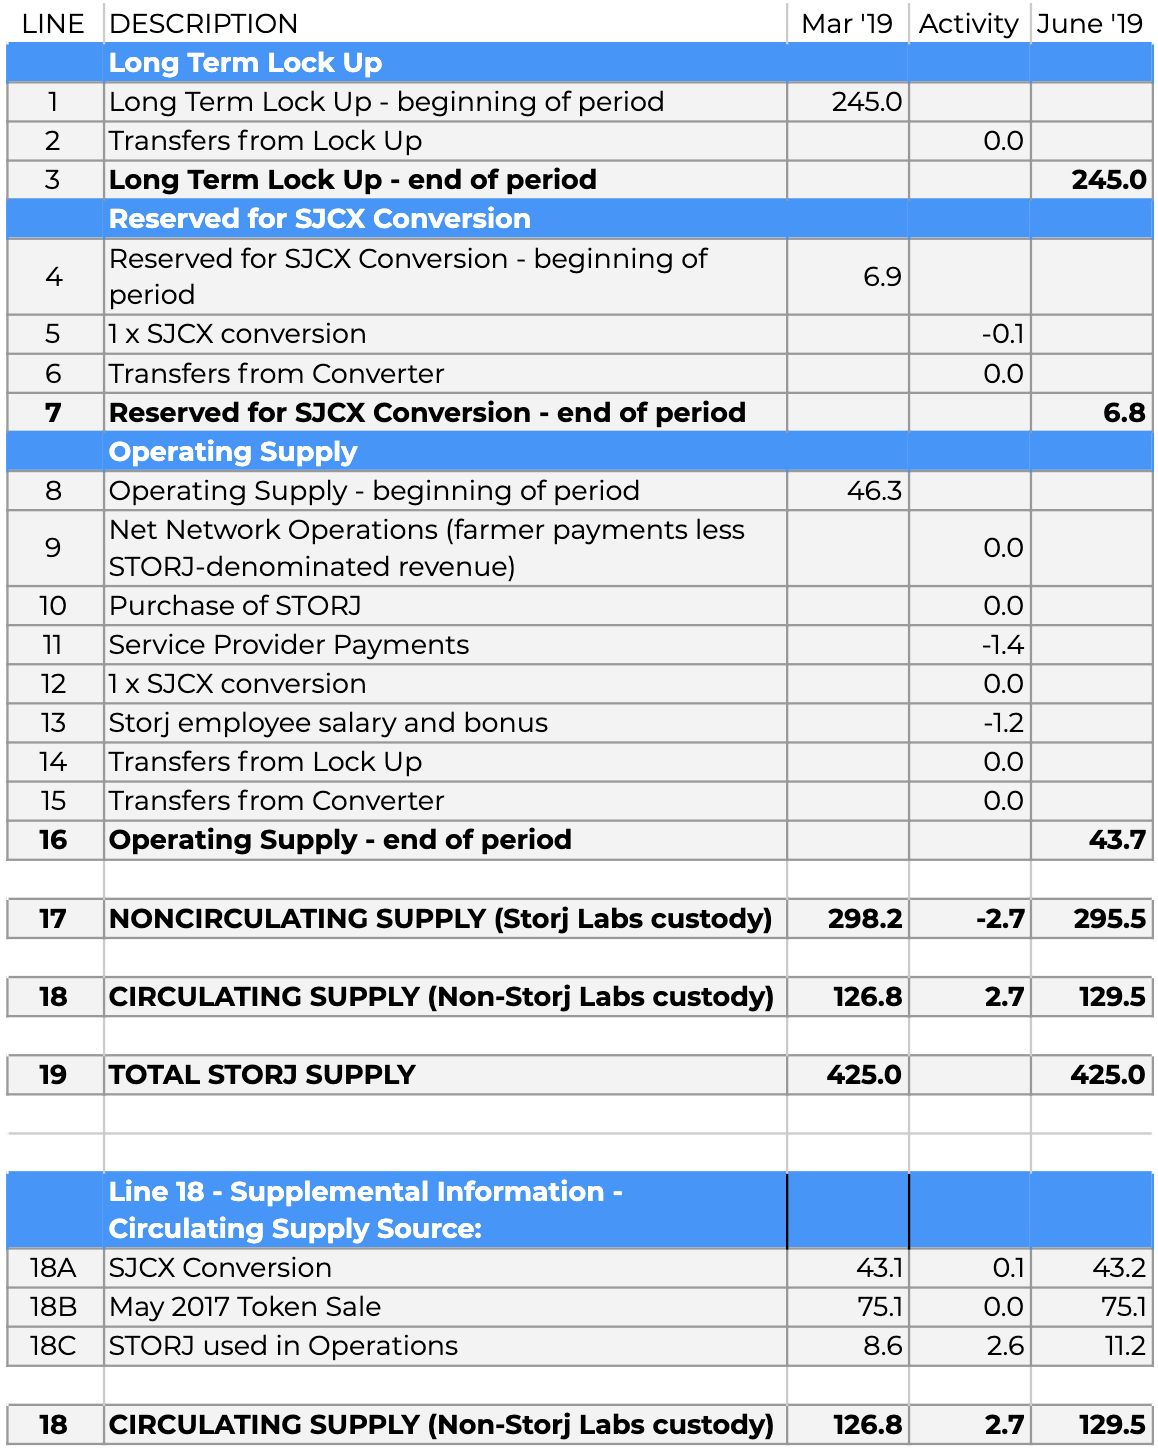 LINE DESCRIPTION Mar '19 Activity June '19
Long Term Lock Up
1 Long Term Lock Up - beginning of period 245.0
2 Transfers from Lock Up 0.0
3 Long Term Lock Up - end of period 245.0
Reserved for SJCX Conversion
4 Reserved for SJCX Conversion - beginning of
period 6.9
5 1 x SJCX conversion -0.1
6 Transfers from Converter 0.0
7 Reserved for SJCX Conversion - end of period 6.8
Operating Supply
8 Operating Supply - beginning of period 46.3
9 Net Network Operations (farmer payments less
STORJ-denominated revenue) 0.0
10 Purchase of STORJ 0.0
11 Service Provider Payments -1.4
12 1 x SJCX conversion 0.0
13 Storj employee salary and bonus -1.2
14 Transfers from Lock Up 0.0
15 Transfers from Converter 0.0
16 Operating Supply - end of period 43.7
17 NONCIRCULATING SUPPLY (Storj Labs custody) 298.2 -2.7 295.5
18 CIRCULATING SUPPLY (Non-Storj Labs custody) 126.8 2.7 129.5
19 TOTAL STORJ SUPPLY 425.0 425.0
Line 18 - Supplemental Information -
Circulating Supply Source:
18A SJCX Conversion 43.1 0.1 43.2
18B May 2017 Token Sale 75.1 0.0 75.1
18C STORJ used in Operations 8.6 2.6 11.2
18 CIRCULATING SUPPLY (Non-Storj Labs custody) 126.8 2.7 129.5